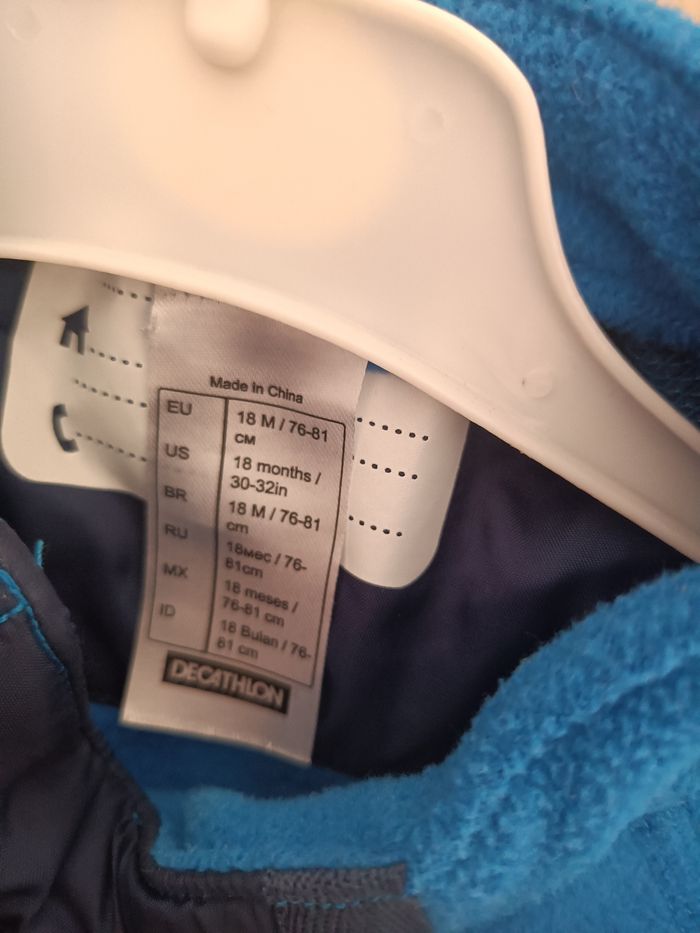 Made in China
EU
18 M / 76-81
CM
US
18 months /
30-32in
BR
18 M / 76-81
cm
RU
18мес / 76-
81cm
MX
18 meses /
76-81 cm
ID
18 Bulan / 76-
81 cm
DECATHLON